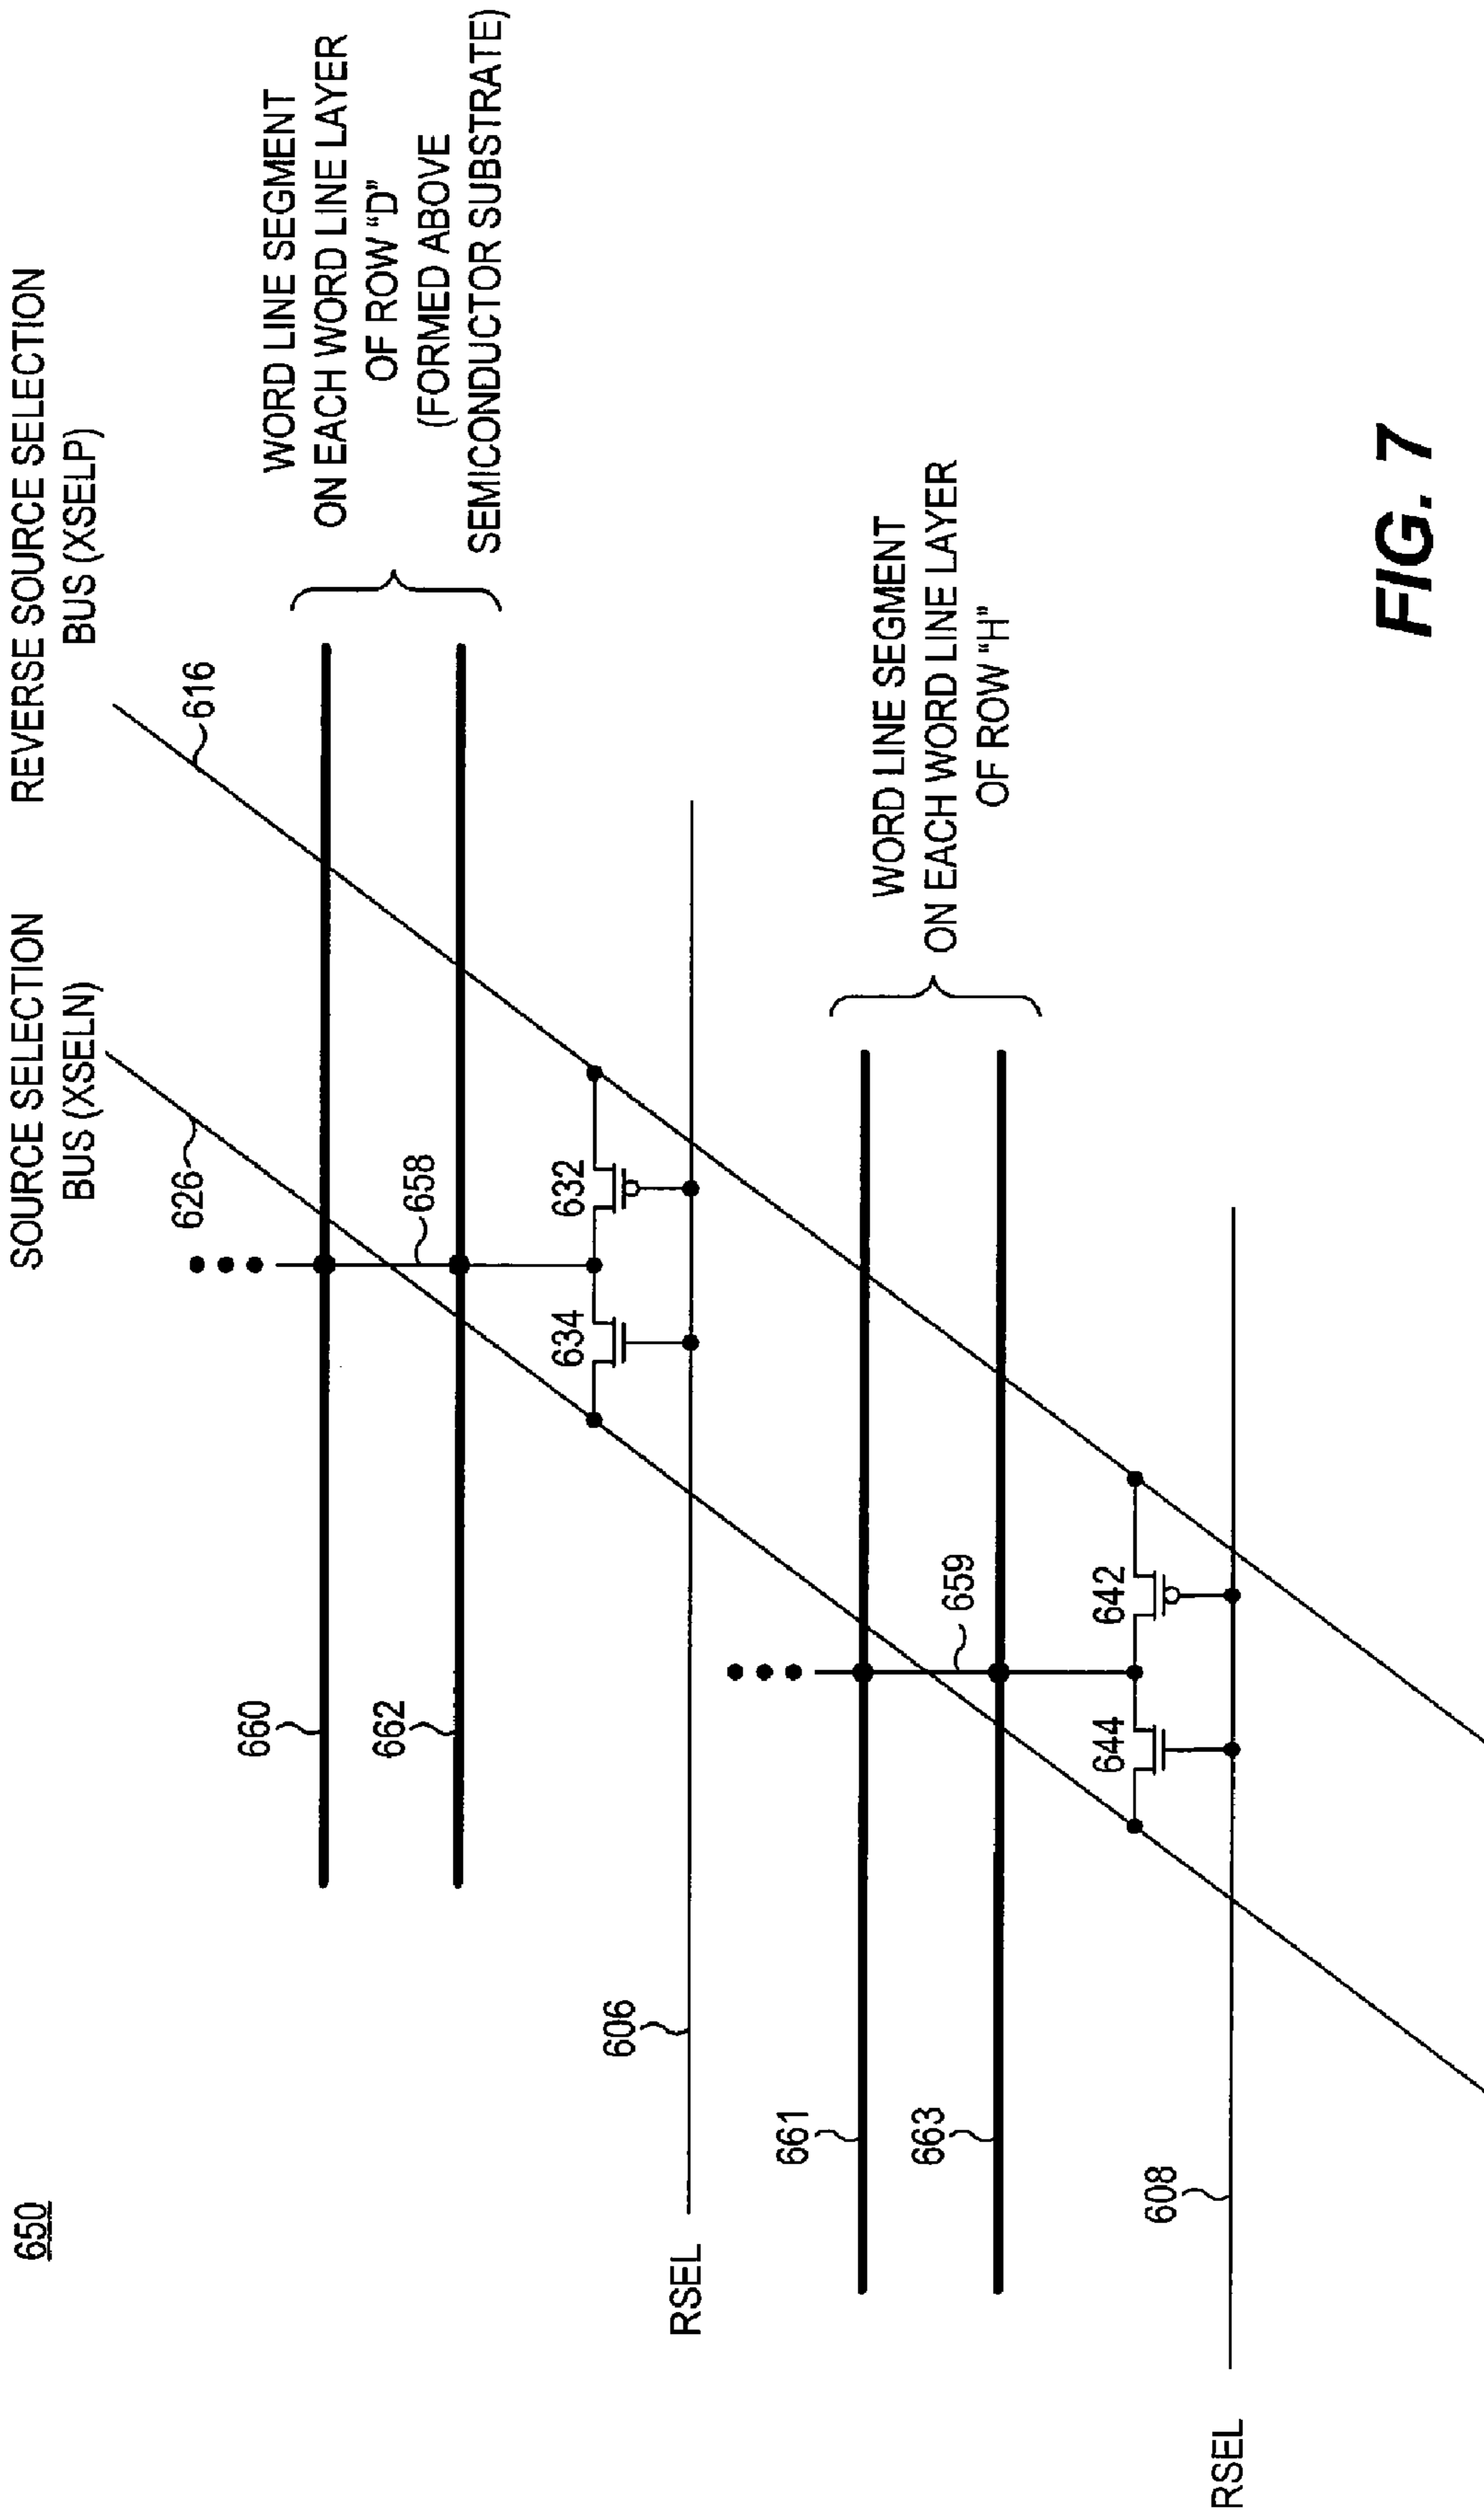 650
SOURCE SELECTION
BUS (XSELN)
REVERSE SOURCE SELECTION
BUS (XSELP)
626
616
660
662
658
WORD LINE SEGMENT
ON EACH WORD LINE LAYER
OF ROW “D”
(FORMED ABOVE
SEMICONDUCTOR SUBSTRATE)
634
632
606
RSEL
661
663
659
WORD LINE SEGMENT
ON EACH WORD LINE LAYER
OF ROW “H”
644
642
608
RSEL
FIG. 7